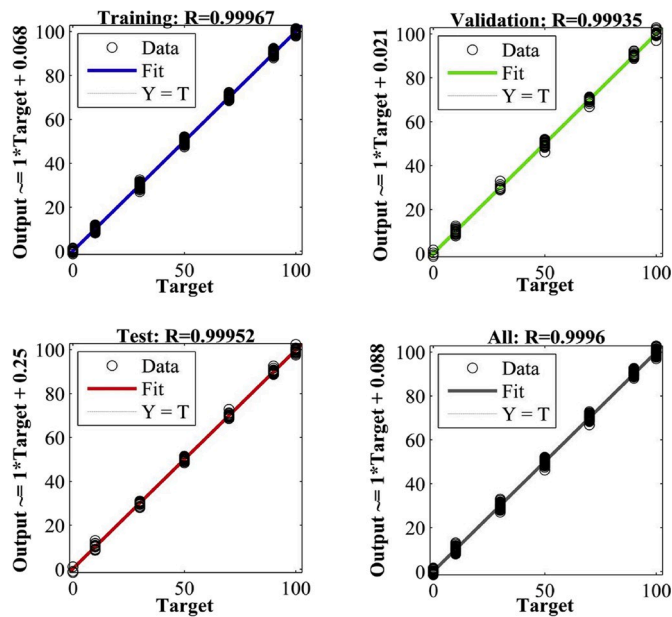 Training: R=0.99967
Output ~= 1*Target + 0.068
100
80
60
40
20
0
Data
Fit
Y = T
0 50 100
Target
Validation: R=0.99935
Output ~= 1*Target + 0.021
100
80
60
40
20
0
Data
Fit
Y = T
0 50 100
Target
Test: R=0.99952
Output ~= 1*Target + 0.25
100
80
60
40
20
0
Data
Fit
Y = T
0 50 100
Target
All: R=0.9996
Output ~= 1*Target + 0.088
100
80
60
40
20
0
Data
Fit
Y = T
0 50 100
Target